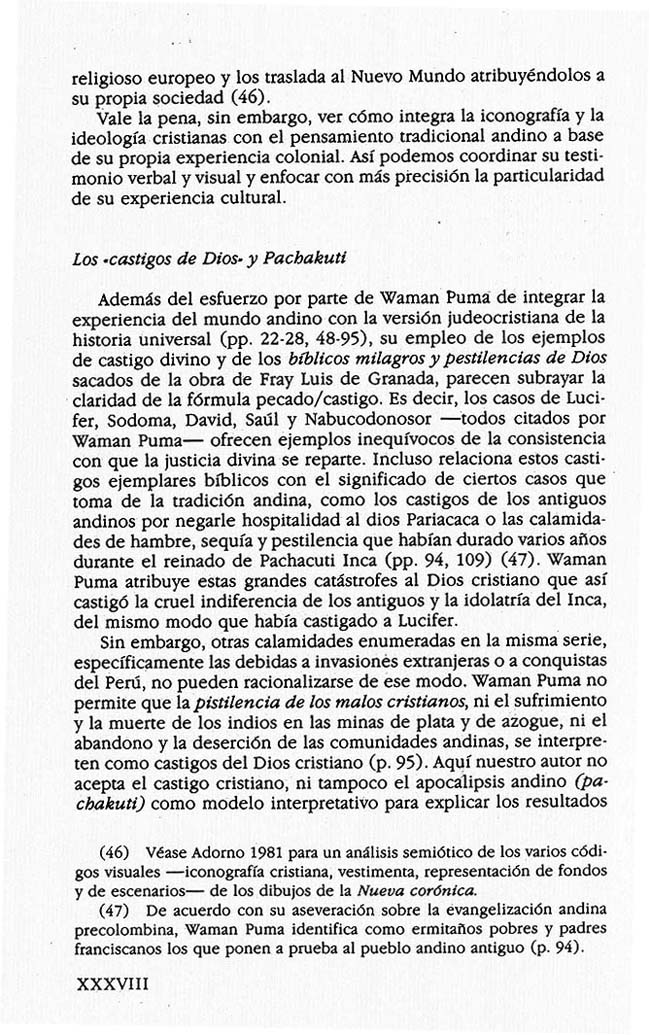 religioso europeo y los traslada al Nuevo Mundo atribuyéndolos a
su propia sociedad (46).
Vale la pena, sin embargo, ver cómo integra la iconografía y la
ideología cristianas con el pensamiento tradicional andino a base
de su propia experiencia colonial. Así podemos coordinar su testi-
monio verbal y visual y enfocar con más precisión la particularidad
de su experiencia cultural.
Los «castigos de Dios» y Pachakuti
Además del esfuerzo por parte de Waman Puma de integrar la
experiencia del mundo andino con la versión judeocristiana de la
historia universal (pp. 22-28, 48-95), su empleo de los ejemplos
de castigo divino y de los bíblicos milagros y pestilencias de Dios
sacados de la obra de Fray Luis de Granada, parecen subrayar la
claridad de la fórmula pecado/castigo. Es decir, los casos de Luci-
fer, Sodoma, David, Saúl y Nabucodonosor —todos citados por
Waman Puma— ofrecen ejemplos inequívocos de la consistencia
con que la justicia divina se reparte. Incluso relaciona estos casti-
gos ejemplares bíblicos con el significado de ciertos casos que
toma de la tradición andina, como los castigos de los antiguos
andinos por negarle hospitalidad al dios Pariacaca o las calamida-
des de hambre, sequía y pestilencia que habían durado varios años
durante el reinado de Pachacuti Inca (pp. 94, 109) (47). Waman
Puma atribuye estas grandes catástrofes al Dios cristiano que así
castigó la cruel indiferencia de los antiguos y la idolatría del Inca,
del mismo modo que había castigado a Lucifer.
Sin embargo, otras calamidades enumeradas en la misma serie,
específicamente las debidas a invasiones extranjeras o a conquistas
del Perú, no pueden racionalizarse de ese modo. Waman Puma no
permite que la pistilencia de los malos cristianos, ni el sufrimiento
y la muerte de los indios en las minas de plata y de azogue, ni el
abandono y la deserción de las comunidades andinas, se interpre-
ten como castigos del Dios cristiano (p. 95). Aquí nuestro autor no
acepta el castigo cristiano, ni tampoco el apocalipsis andino (pa-
chakuti) como modelo interpretativo para explicar los resultados
(46) Véase Adorno 1981 para un análisis semiótico de los varios códi-
gos visuales —iconografía cristiana, vestimenta, representación de fondos
y de escenarios— de los dibujos de la Nueva corónica.
(47) De acuerdo con su aseveración sobre la evangelización andina
precolombina, Waman Puma identifica como ermitaños pobres y padres
franciscanos los que ponen a prueba al pueblo andino antiguo (p. 94).
XXXVIII